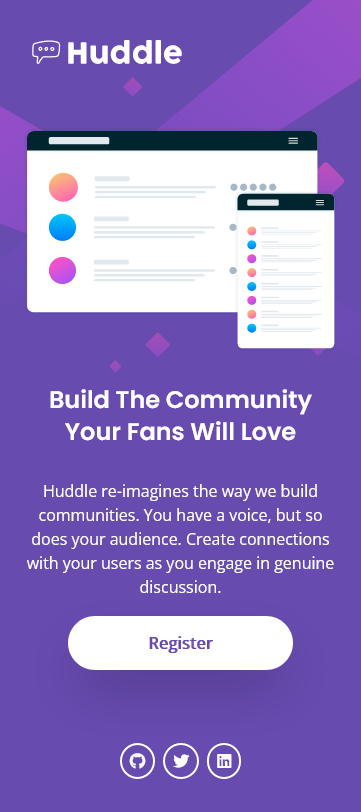 Huddle
Build The Community
Your Fans Will Love
Huddle re-imagines the way we build
communities. You have a voice, but so
does your audience. Create connections
with your users as you engage in genuine
discussion.
Register